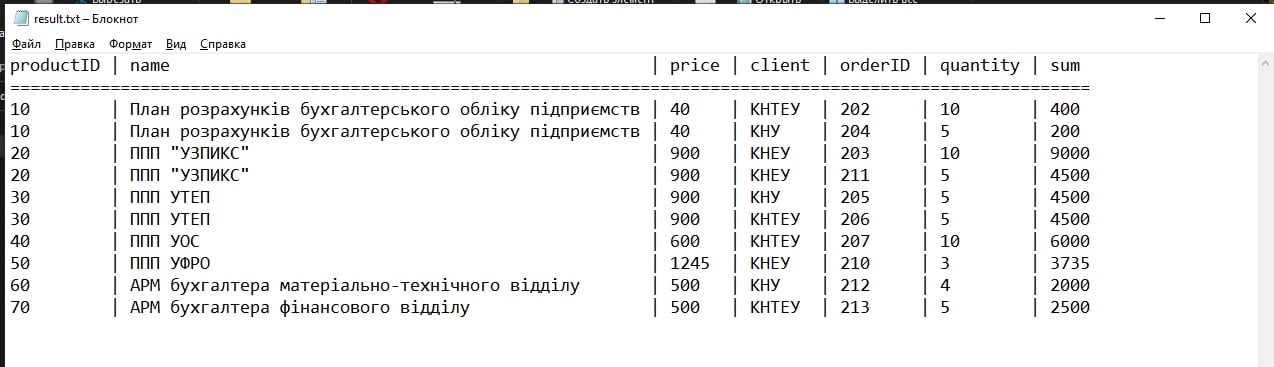 result.txt – Блокнот
Файл Правка Формат Вид Справка
productID | name | price | client | orderID | quantity | sum
============================================================================================================
10 | План розрахунків бухгалтерського обліку підприємств | 40 | КНТЕУ | 202 | 10 | 400
10 | План розрахунків бухгалтерського обліку підприємств | 40 | КНУ | 204 | 5 | 200
20 | ППП "УЗПИКС" | 900 | КНЕУ | 203 | 10 | 9000
20 | ППП "УЗПИКС" | 900 | КНЕУ | 211 | 5 | 4500
30 | ППП УТЕП | 900 | КНУ | 205 | 5 | 4500
30 | ППП УТЕП | 900 | КНТЕУ | 206 | 5 | 4500
40 | ППП УОС | 600 | КНТЕУ | 207 | 10 | 6000
50 | ППП УФРО | 1245 | КНЕУ | 210 | 3 | 3735
60 | АРМ бухгалтера матеріально-технічного відділу | 500 | КНУ | 212 | 4 | 2000
70 | АРМ бухгалтера фінансового відділу | 500 | КНТЕУ | 213 | 5 | 2500